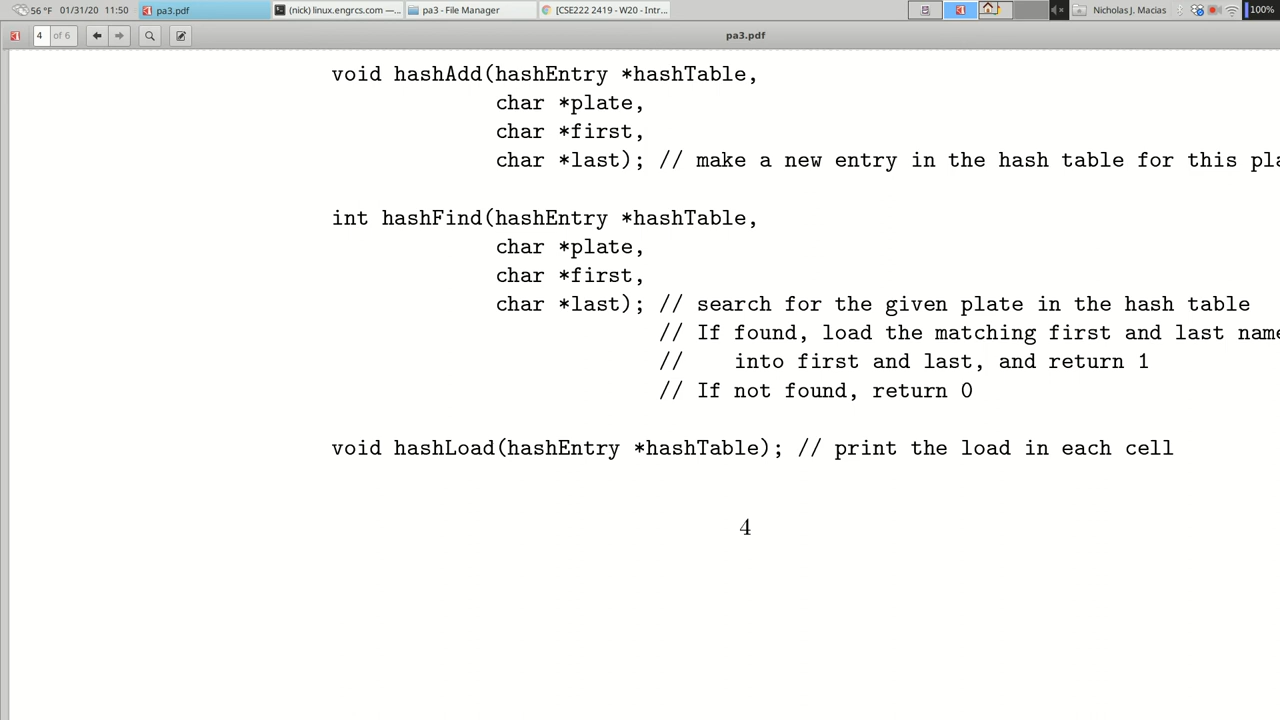 56 °F 01/31/20 11:50 pa3.pdf (nick) linux.engrcs.com —... pa3 - File Manager [CSE222 2419 - W20 - Intr... Nicholas J. Macias 100%
4 of 6 pa3.pdf
void hashAdd(hashEntry *hashTable,
char *plate,
char *first,
char *last); // make a new entry in the hash table for this pla
int hashFind(hashEntry *hashTable,
char *plate,
char *first,
char *last); // search for the given plate in the hash table
// If found, load the matching first and last name
// into first and last, and return 1
// If not found, return 0
void hashLoad(hashEntry *hashTable); // print the load in each cell
4